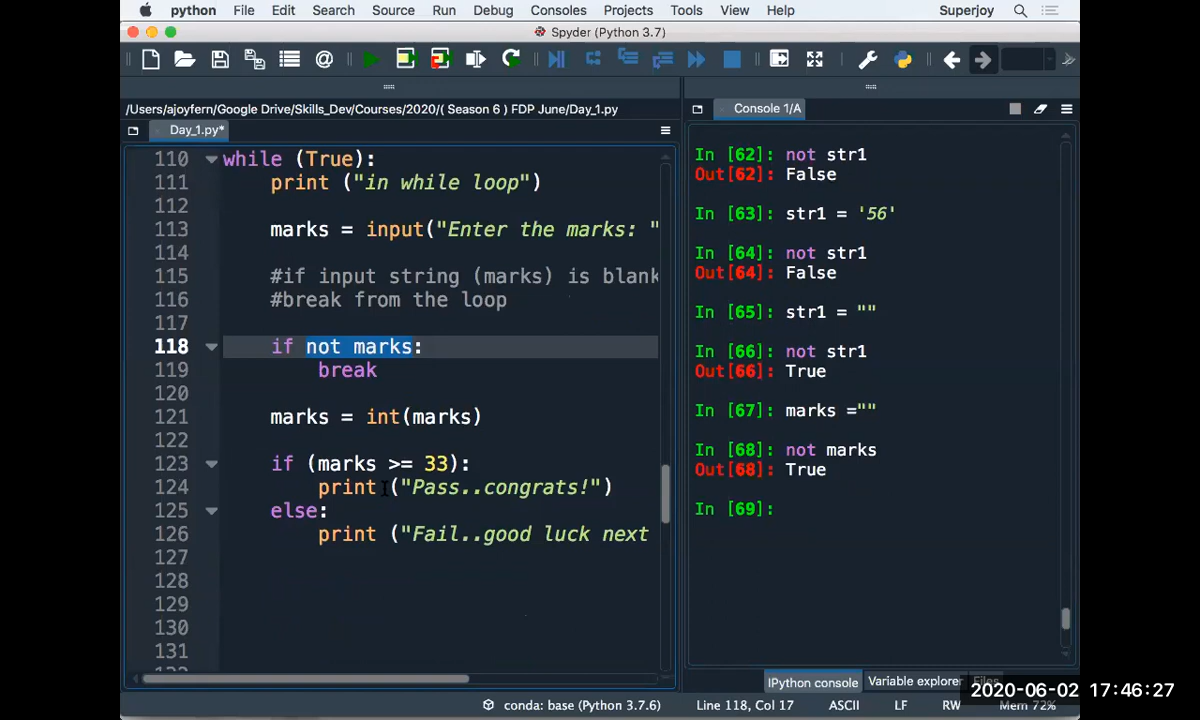 python File Edit Search Source Run Debug Consoles Projects Tools View Help Superjoy
Spyder (Python 3.7)
/Users/ajoyfern/Google Drive/Skills_Dev/Courses/2020/( Season 6 ) FDP June/Day_1.py
Day_1.py*
110 while (True):
111 print ("in while loop")
112
113 marks = input("Enter the marks: "
114
115 #if input string (marks) is blank
116 #break from the loop
117
118 if not marks:
119 break
120
121 marks = int(marks)
122
123 if (marks >= 33):
124 print ("Pass..congrats!")
125 else:
126 print ("Fail..good luck next
127
128
129
130
131
Console 1/A
In [62]: not str1
Out[62]: False
In [63]: str1 = '56'
In [64]: not str1
Out[64]: False
In [65]: str1 = ""
In [66]: not str1
Out[66]: True
In [67]: marks =""
In [68]: not marks
Out[68]: True
In [69]:
IPython console Variable explorer Files
conda: base (Python 3.7.6) Line 118, Col 17 ASCII LF RW Mem 72%
2020-06-02 17:46:27